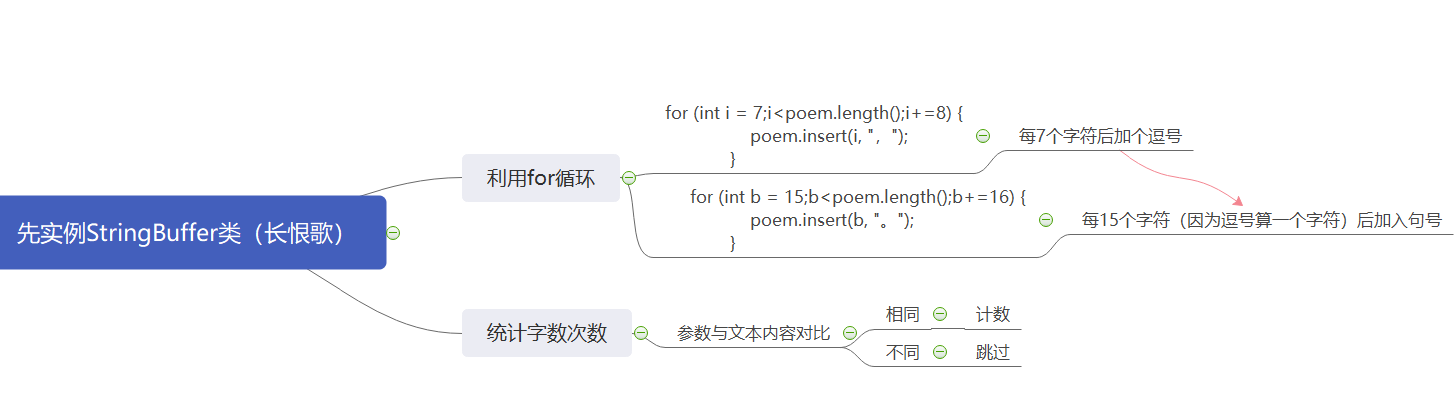 先实例StringBuffer类（长恨歌）
利用for循环
for (int i = 7;i<poem.length();i+=8) {
poem.insert(i, "，");
}
每7个字符后加个逗号
for (int b = 15;b<poem.length();b+=16) {
poem.insert(b, "。");
}
每15个字符（因为逗号算一个字符）后加入句号
统计字数次数
参数与文本内容对比
相同
计数
不同
跳过